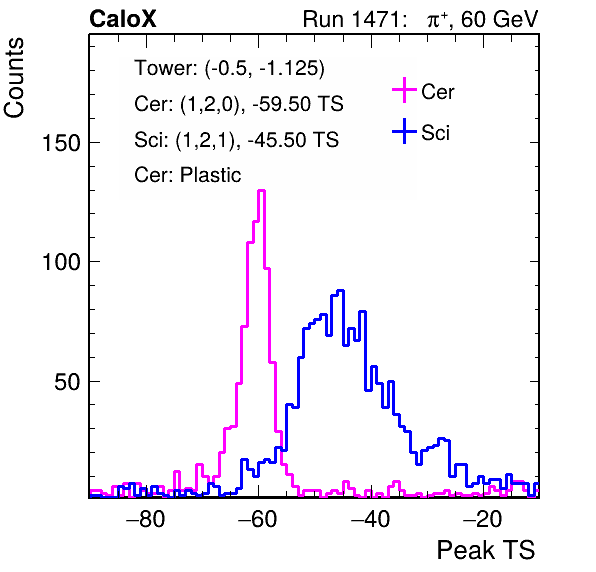 CaloX Run 1471: π⁺, 60 GeV
Counts
Tower: (-0.5, -1.125)
Cer: (1,2,0), -59.50 TS
Sci: (1,2,1), -45.50 TS
Cer: Plastic
Cer
Sci
150
100
50
−80 −60 −40 −20
Peak TS